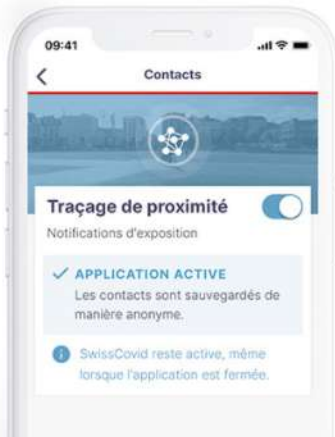 09:41
Contacts
Traçage de proximité
Notifications d'exposition
APPLICATION ACTIVE
Les contacts sont sauvegardés de
manière anonyme.
SwissCovid reste active, même
lorsque l'application est fermée.